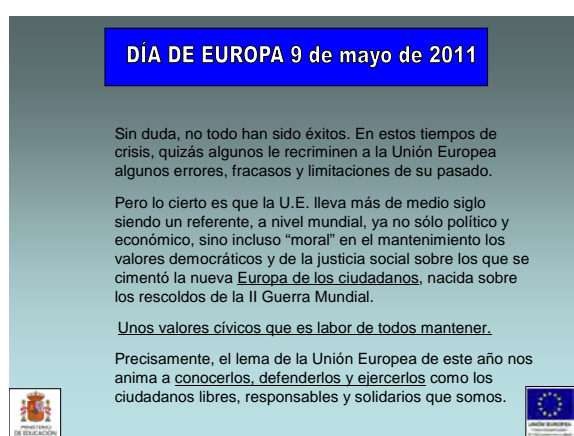 DÍA DE EUROPA 9 de mayo de 2011
Sin duda, no todo han sido éxitos. En estos tiempos de
crisis, quizás algunos le recriminen a la Unión Europea
algunos errores, fracasos y limitaciones de su pasado.
Pero lo cierto es que la U.E. lleva más de medio siglo
siendo un referente, a nivel mundial, ya no sólo político y
económico, sino incluso “moral” en el mantenimiento los
valores democráticos y de la justicia social sobre los que se
cimentó la nueva Europa de los ciudadanos, nacida sobre
los rescoldos de la II Guerra Mundial.
Unos valores cívicos que es labor de todos mantener.
Precisamente, el lema de la Unión Europea de este año nos
anima a conocerlos, defenderlos y ejercerlos como los
ciudadanos libres, responsables y solidarios que somos.
MINISTERIO
DE EDUCACIÓN
UNIÓN EUROPEA